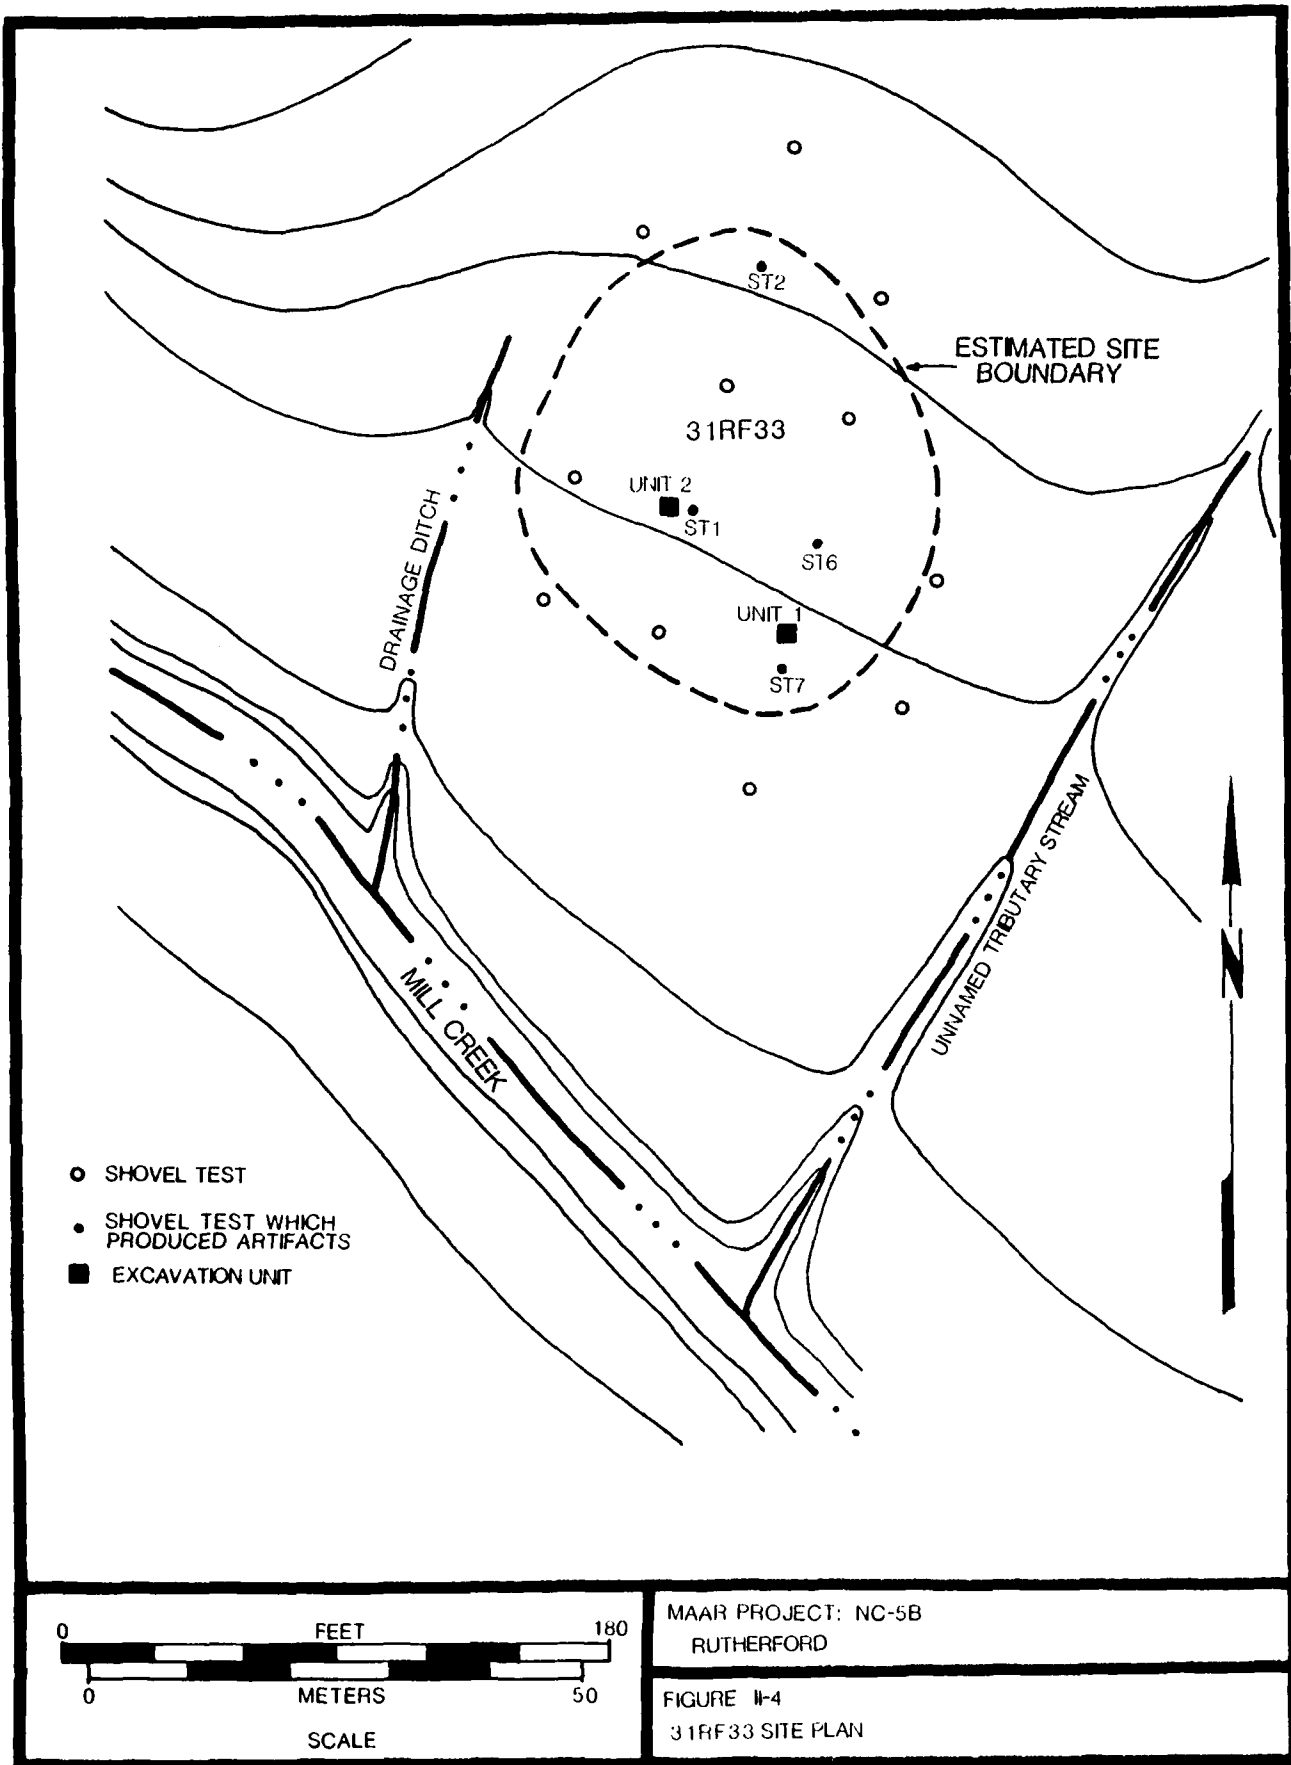 ST2
ESTIMATED SITE
BOUNDARY
31RF33
UNIT 2
ST1
ST6
DRAINAGE DITCH
UNIT 1
ST7
UNNAMED TRIBUTARY STREAM
MILL CREEK
N
SHOVEL TEST
SHOVEL TEST WHICH
PRODUCED ARTIFACTS
EXCAVATION UNIT
0 FEET 180
0 METERS 50
SCALE
MAAR PROJECT: NC-5B
RUTHERFORD
FIGURE II-4
31RF33 SITE PLAN